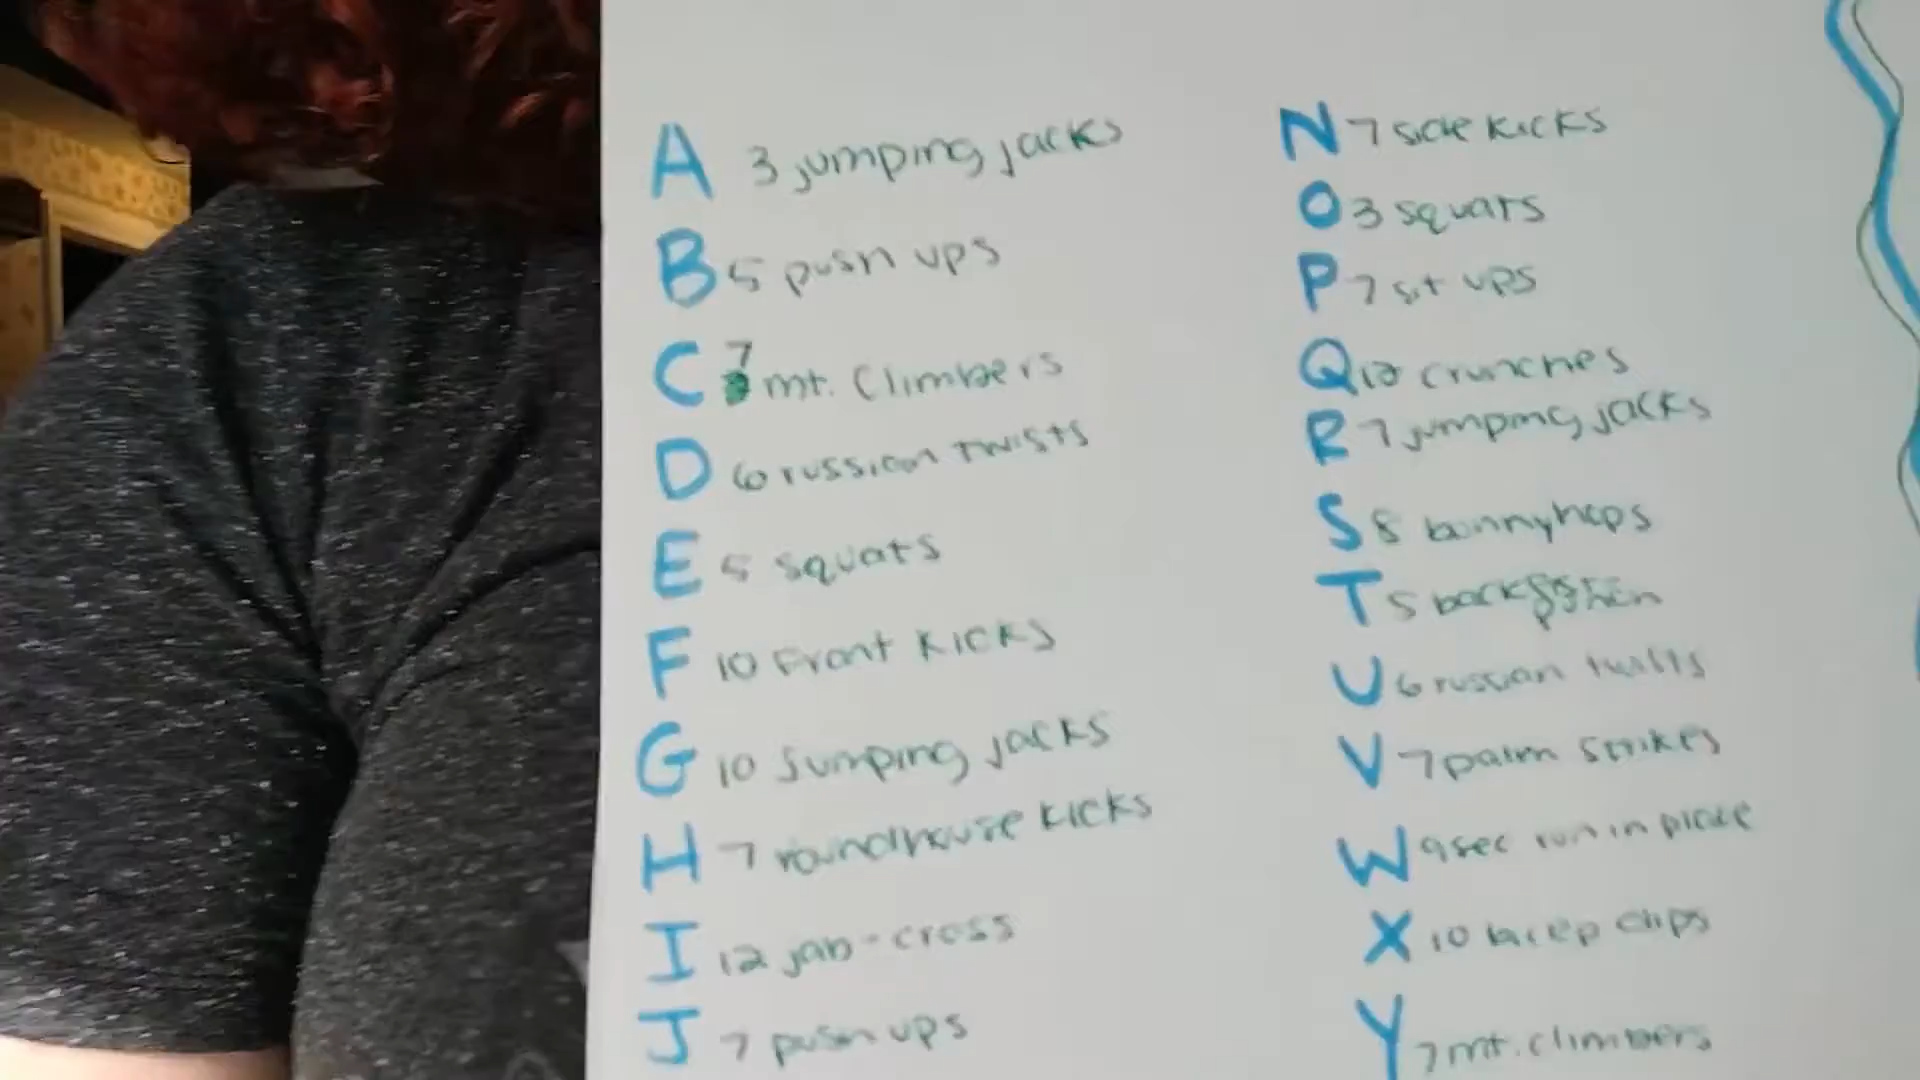 A 3 jumping jacks
B 5 push ups
C 7 mt. Climbers
D 6 russian twists
E 5 squats
F 10 Front kicks
G 10 Jumping jacks
H 7 roundhouse kicks
I 12 jab-cross
J 7 push ups
N 7 side kicks
O 3 squats
P 7 sit ups
Q 12 crunches
R 7 jumping jacks
S 8 bunnyhops
T 5
U 6 russian twists
V 7 palm strikes
W 9 sec run in place
X 10 bicep
Y 7 mt. climbers